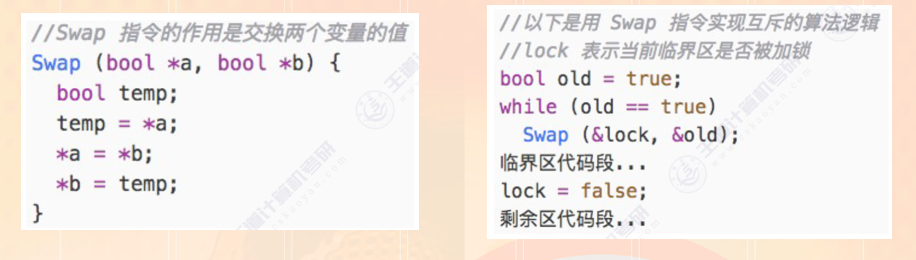 //Swap 指令的作用是交换两个变量的值
Swap (bool *a, bool *b) {
  bool temp;
  temp = *a;
  *a = *b;
  *b = temp;
}
//以下是用 Swap 指令实现互斥的算法逻辑
//lock 表示当前临界区是否被加锁
bool old = true;
while (old == true)
  Swap (&lock, &old);
临界区代码段...
lock = false;
剩余区代码段...